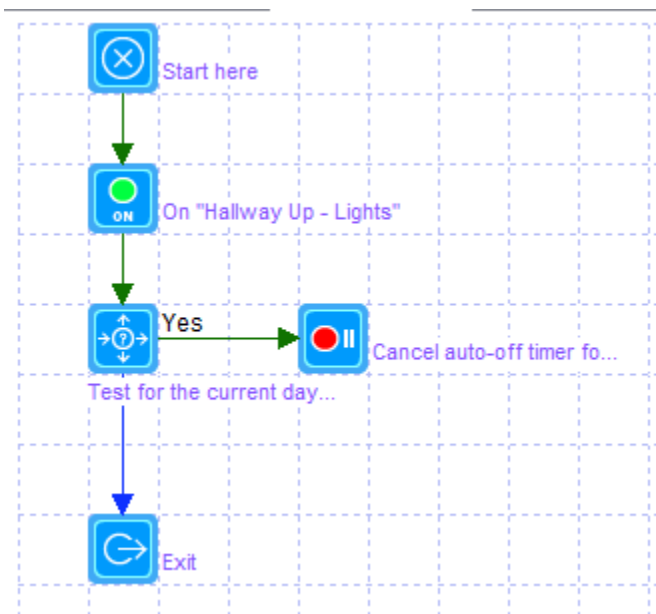 Start here
ON
On "Hallway Up - Lights"
?
Yes
Cancel auto-off timer fo...
Test for the current day...
Exit